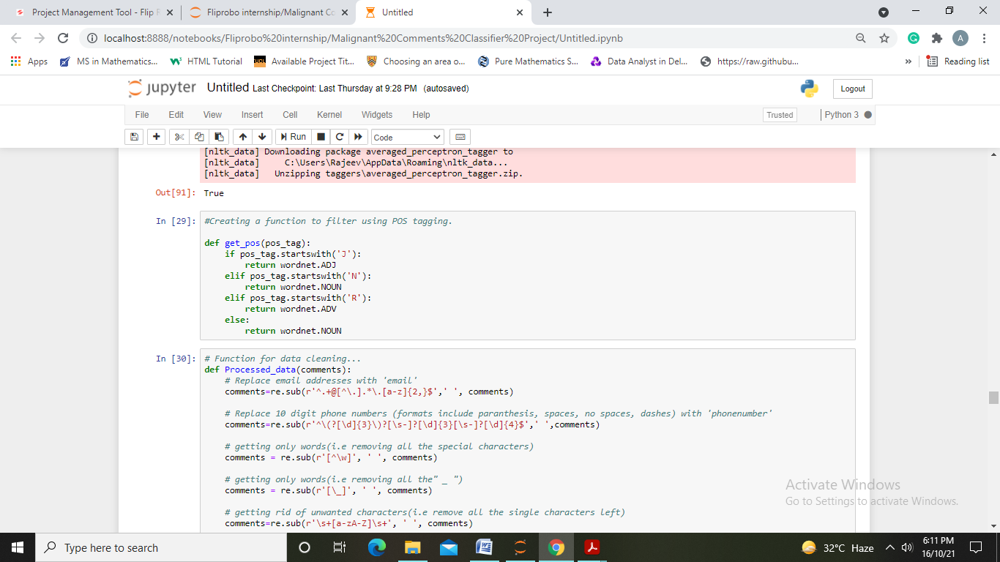 Project Management Tool - Flip F
Fliprobo internship/Malignant Co
Untitled
localhost:8888/notebooks/Fliprobo%20internship/Malignant%20Comments%20Classifier%20Project/Untitled.ipynb
A
Apps
MS in Mathematics...
HTML Tutorial
UCL
Available Project Tit...
Choosing an area o...
Pure Mathematics S...
Data Analyst in Del...
https://raw.githubu...
»
Reading list
jupyter Untitled Last Checkpoint: Last Thursday at 9:28 PM (autosaved)
Logout
File Edit View Insert Cell Kernel Widgets Help
Trusted
Python 3
Run
Code
[nltk_data] Downloading package averaged_perceptron_tagger to
[nltk_data]     C:\Users\Rajeev\AppData\Roaming\nltk_data...
[nltk_data]   Unzipping taggers\averaged_perceptron_tagger.zip.
Out[91]: True
In [29]: #Creating a function to filter using POS tagging.
def get_pos(pos_tag):
    if pos_tag.startswith('J'):
        return wordnet.ADJ
    elif pos_tag.startswith('N'):
        return wordnet.NOUN
    elif pos_tag.startswith('R'):
        return wordnet.ADV
    else:
        return wordnet.NOUN
In [30]: # Function for data cleaning...
def Processed_data(comments):
    # Replace email addresses with 'email'
    comments=re.sub(r'^.+@[^\.].*\.[a-z]{2,}$',' ', comments)
    # Replace 10 digit phone numbers (formats include paranthesis, spaces, no spaces, dashes) with 'phonenumber'
    comments=re.sub(r'^\(?[\d]{3}\)?[\s-]?[\d]{3}[\s-]?[\d]{4}$',' ',comments)
    # getting only words(i.e removing all the special characters)
    comments = re.sub(r'[^\w]', ' ', comments)
    # getting only words(i.e removing all the" _ ")
    comments = re.sub(r'[\_]', ' ', comments)
    # getting rid of unwanted characters(i.e remove all the single characters left)
    comments=re.sub(r'\s+[a-zA-Z]\s+', ' ', comments)
Activate Windows
Go to Settings to activate Windows.
Type here to search
32°C Haze
6:11 PM
16/10/21